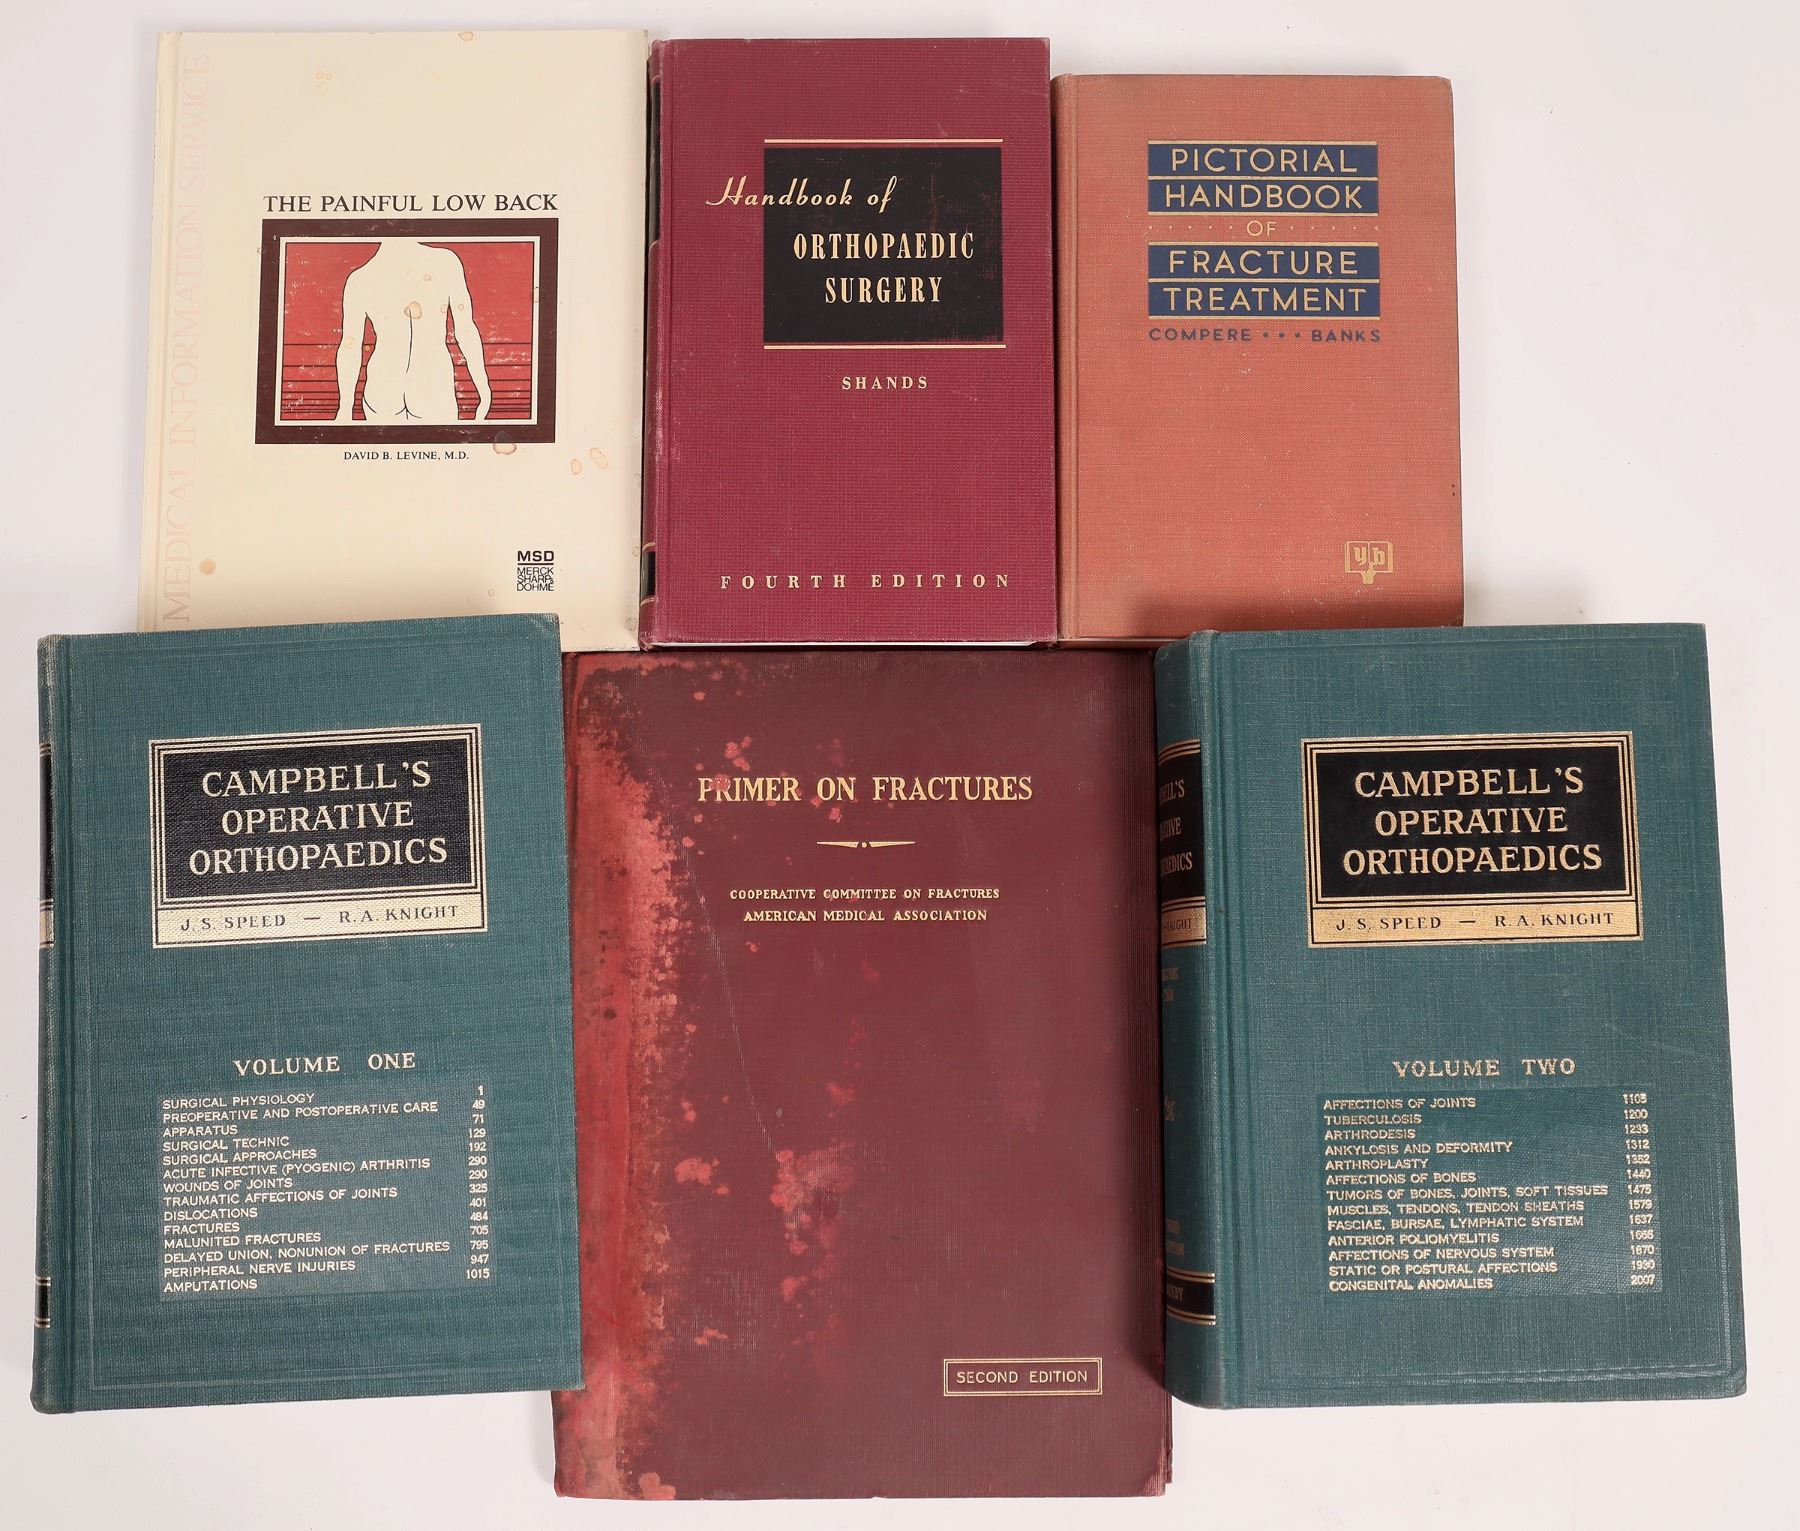 MEDICAL INFORMATION SERVICE
THE PAINFUL LOW BACK
DAVID B. LEVINE, M.D.
MSD
MERCK
SHARP&
DOHME
Handbook of
ORTHOPAEDIC
SURGERY
SHANDS
FOURTH EDITION
PICTORIAL
HANDBOOK
OF
FRACTURE
TREATMENT
COMPERE ••• BANKS
yb
CAMPBELL'S
OPERATIVE
ORTHOPAEDICS
J. S. SPEED — R. A. KNIGHT
VOLUME ONE
SURGICAL PHYSIOLOGY 1
PREOPERATIVE AND POSTOPERATIVE CARE 49
APPARATUS 71
SURGICAL TECHNIC 129
SURGICAL APPROACHES 192
ACUTE INFECTIVE (PYOGENIC) ARTHRITIS 290
WOUNDS OF JOINTS 290
TRAUMATIC AFFECTIONS OF JOINTS 325
DISLOCATIONS 401
FRACTURES 484
MALUNITED FRACTURES 705
DELAYED UNION, NONUNION OF FRACTURES 795
PERIPHERAL NERVE INJURIES 947
AMPUTATIONS 1015
PRIMER ON FRACTURES
COOPERATIVE COMMITTEE ON FRACTURES
AMERICAN MEDICAL ASSOCIATION
SECOND EDITION
CAMPBELL'S
OPERATIVE
ORTHOPAEDICS
J. S. SPEED — R. A. KNIGHT
VOLUME TWO
AFFECTIONS OF JOINTS 1105
TUBERCULOSIS 1200
ARTHRODESIS 1233
ANKYLOSIS AND DEFORMITY 1312
ARTHROPLASTY 1352
AFFECTIONS OF BONES 1440
TUMORS OF BONES, JOINTS, SOFT TISSUES 1475
MUSCLES, TENDONS, TENDON SHEATHS 1579
FASCIAE, BURSAE, LYMPHATIC SYSTEM 1637
ANTERIOR POLIOMYELITIS 1666
AFFECTIONS OF NERVOUS SYSTEM 1870
STATIC OR POSTURAL AFFECTIONS 1930
CONGENITAL ANOMALIES 2007